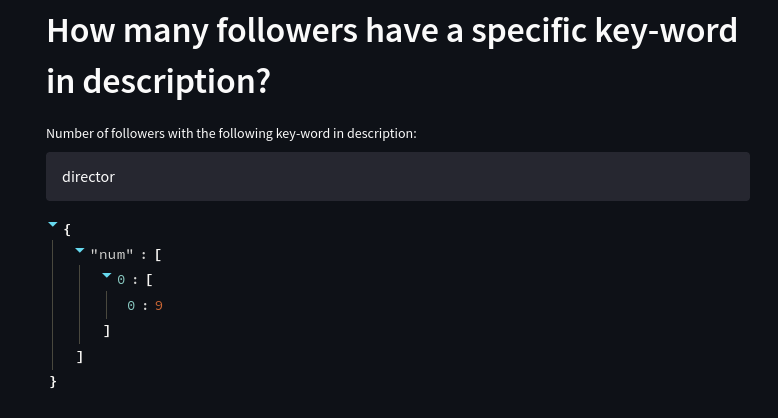 How many followers have a specific key-word
in description?
Number of followers with the following key-word in description:
director
{
"num" : [
0 : [
0 : 9
]
]
}